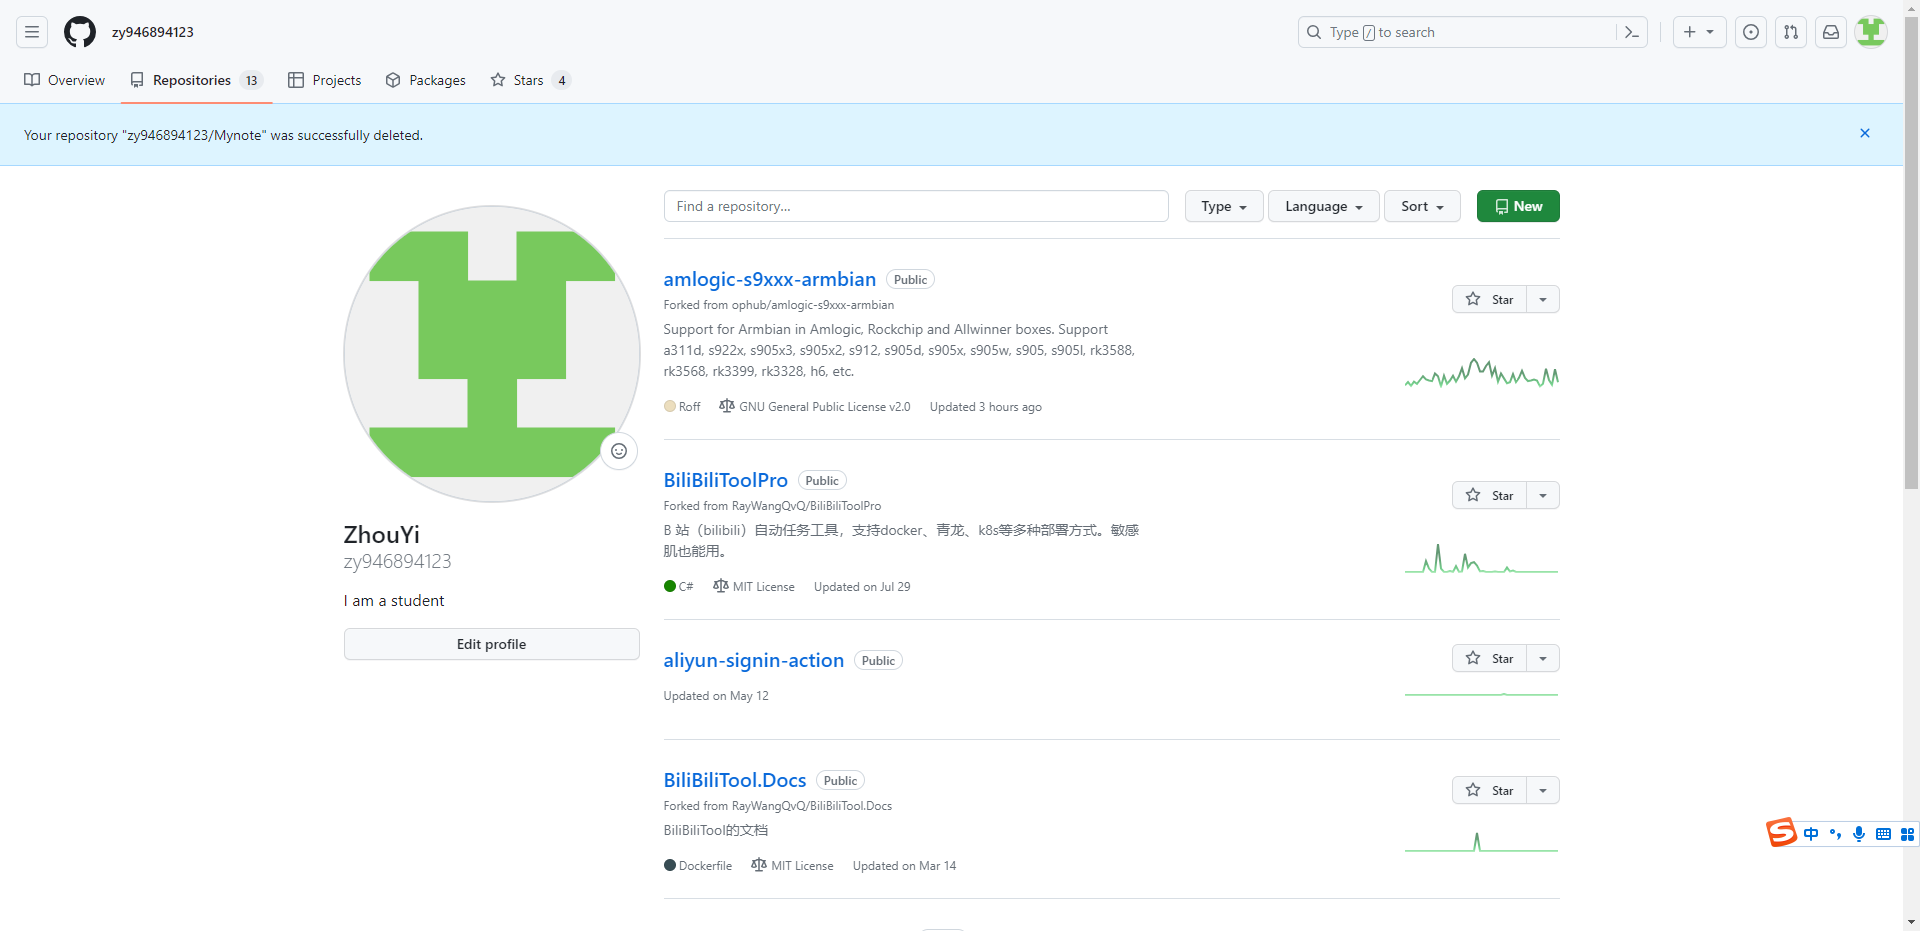 zy946894123
Type / to search
Overview
Repositories 13
Projects
Packages
Stars 4
Your repository "zy946894123/Mynote" was successfully deleted.
Find a repository...
Type
Language
Sort
New
ZhouYi
zy946894123
I am a student
Edit profile
amlogic-s9xxx-armbian Public
Forked from ophub/amlogic-s9xxx-armbian
Support for Armbian in Amlogic, Rockchip and Allwinner boxes. Support
a311d, s922x, s905x3, s905x2, s912, s905d, s905x, s905w, s905, s905l, rk3588,
rk3568, rk3399, rk3328, h6, etc.
Roff GNU General Public License v2.0 Updated 3 hours ago
Star
BiliBiliToolPro Public
Forked from RayWangQvQ/BiliBiliToolPro
B 站（bilibili）自动任务工具，支持docker、青龙、k8s等多种部署方式。敏感
肌也能用。
C# MIT License Updated on Jul 29
Star
aliyun-signin-action Public
Updated on May 12
Star
BiliBiliTool.Docs Public
Forked from RayWangQvQ/BiliBiliTool.Docs
BiliBiliTool的文档
Dockerfile MIT License Updated on Mar 14
Star
S 中